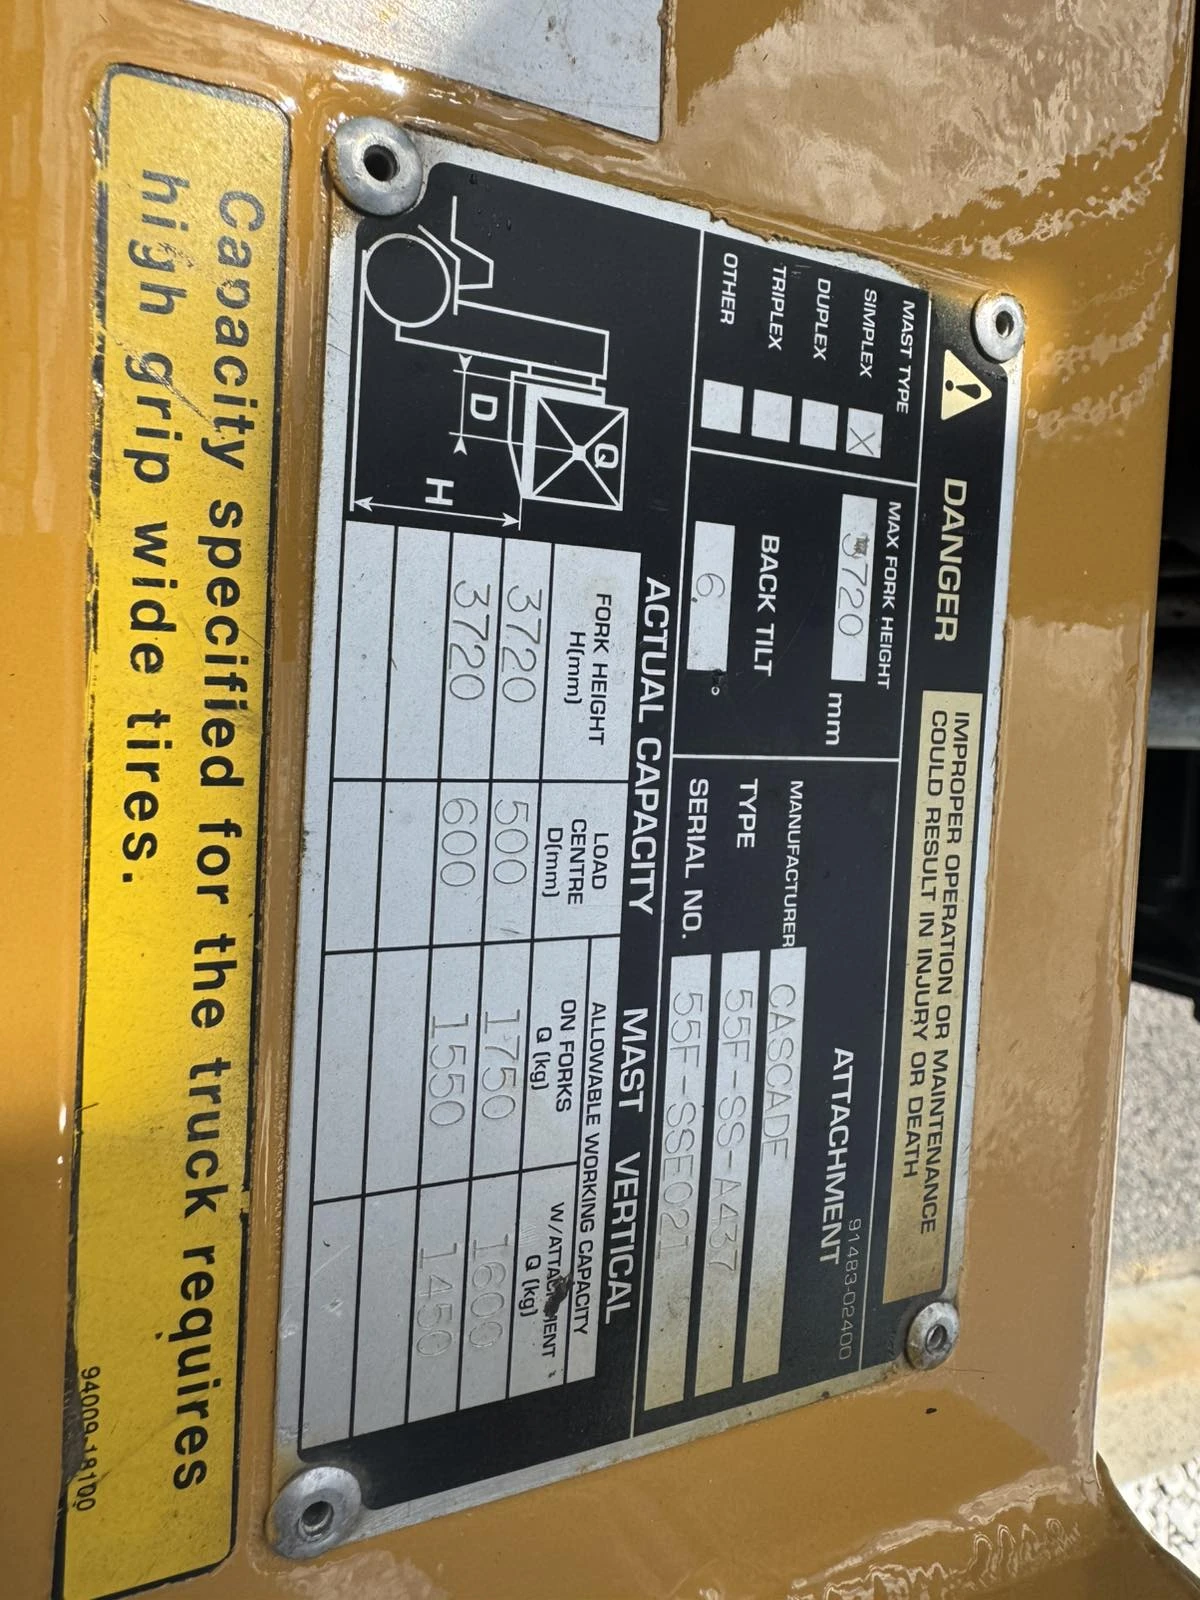 DANGER
IMPROPER OPERATION OR MAINTENANCE
COULD RESULT IN INJURY OR DEATH
MAST TYPE
SIMPLEX X
DUPLEX
TRIPLEX
OTHER
MAX FORK HEIGHT
3720 mm
BACK TILT
6 °
91483-02400
ATTACHMENT
MANUFACTURER CASCADE
TYPE 55F-SS-A437
SERIAL NO. 55F-SSE021
ACTUAL CAPACITY MAST VERTICAL
Q
D
H
FORK HEIGHT
H(mm)
LOAD
CENTRE
D(mm)
ALLOWABLE WORKING CAPACITY
ON FORKS
Q (kg)
W/ATTACHMENT
Q (kg)
3720 500 1750 1600
3720 600 1550 1450
Capacity specified for the truck requires
high grip wide tires.
94009-18100